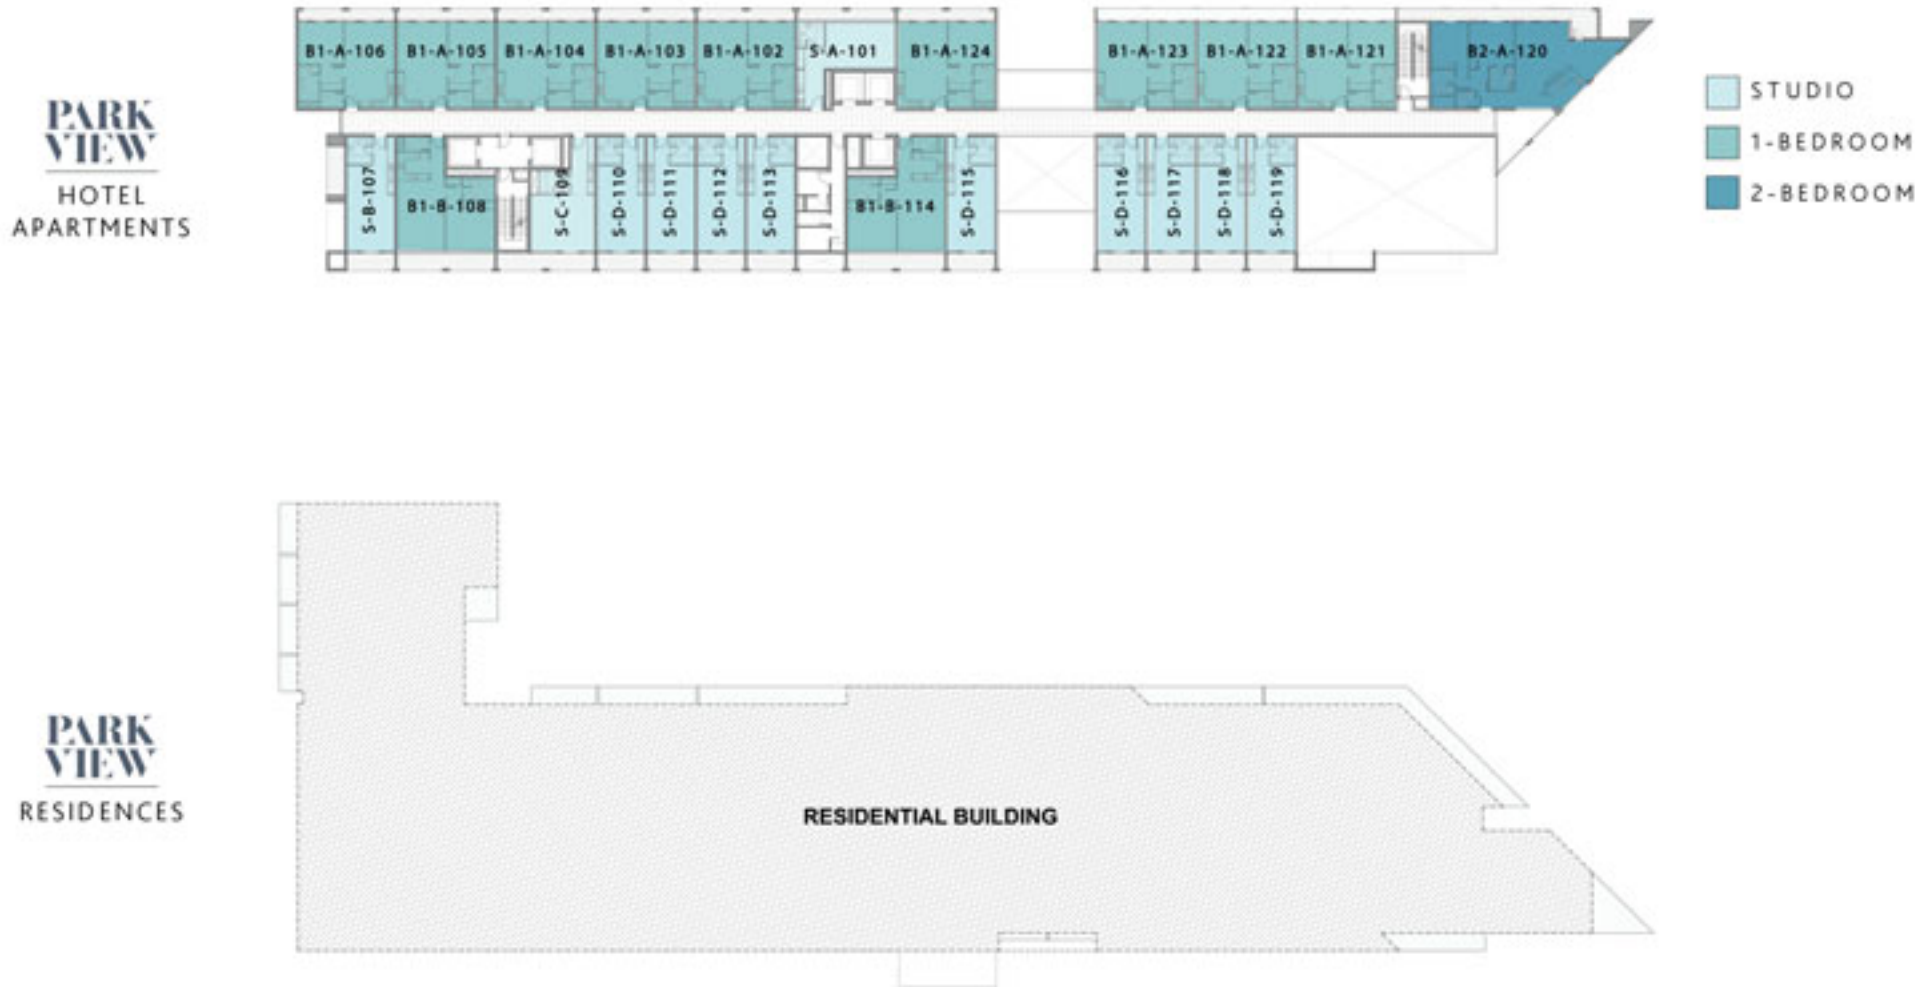 B1-A-106 B1-A-105 B1-A-104 B1-A-103 B1-A-102 S-A-101 B1-A-124 B1-A-123 B1-A-122 B1-A-121 B2-A-120
PARK
VIEW
HOTEL
APARTMENTS
S-B-107 B1-B-108 S-C-109 S-D-110 S-D-111 S-D-112 S-D-113 B1-B-114 S-D-115 S-D-116 S-D-117 S-D-118 S-D-119
STUDIO
1-BEDROOM
2-BEDROOM
PARK
VIEW
RESIDENCES
RESIDENTIAL BUILDING